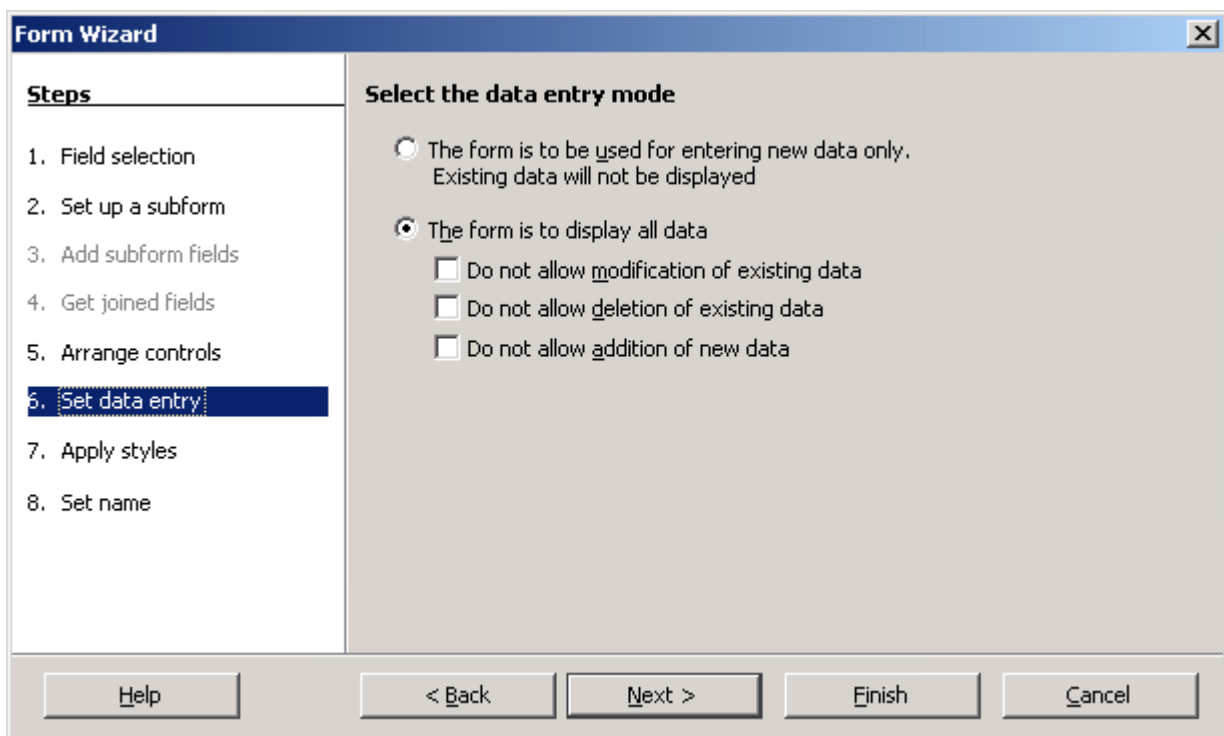 Form Wizard
Steps
1. Field selection
2. Set up a subform
3. Add subform fields
4. Get joined fields
5. Arrange controls
6. Set data entry
7. Apply styles
8. Set name
Select the data entry mode
The form is to be used for entering new data only.
Existing data will not be displayed
The form is to display all data
Do not allow modification of existing data
Do not allow deletion of existing data
Do not allow addition of new data
Help
< Back
Next >
Finish
Cancel